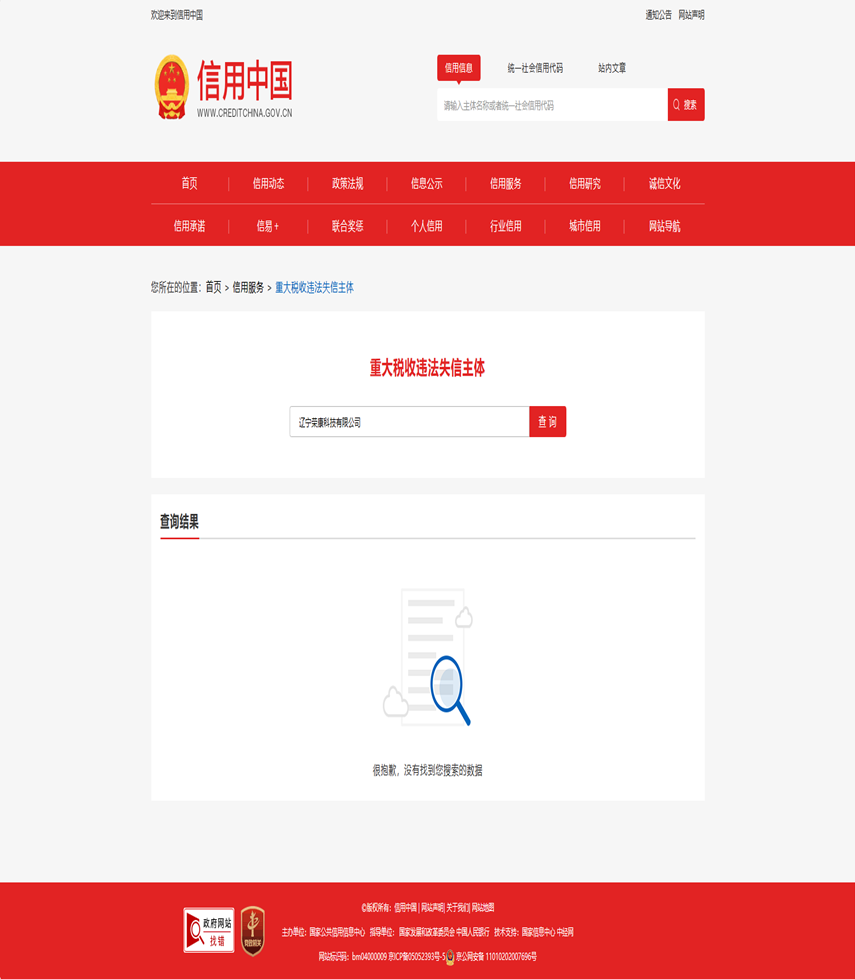 欢迎来到信用中国
通知公告 网站声明
信用信息 统一社会信用代码 站内文章
信用中国
WWW.CREDITCHINA.GOV.CN
请输入主体名称或者统一社会信用代码 搜索
首页 信用动态 政策法规 信息公示 信用服务 信用研究 诚信文化
信用承诺 信易+ 联合奖惩 个人信用 行业信用 城市信用 网站导航
您所在的位置：首页 > 信用服务 > 重大税收违法失信主体
重大税收违法失信主体
辽宁荣康科技有限公司 查 询
查询结果
很抱歉，没有找到您搜索的数据
政府网站
找错
党政机关
©版权所有：信用中国 | 网站声明| 关于我们| 网站地图
主办单位：国家公共信用信息中心 指导单位：国家发展和改革委员会 中国人民银行 技术支持：国家信息中心 中经网
网站标识码：bm04000009 京ICP备05052393号-5 京公网安备 11010202007696号